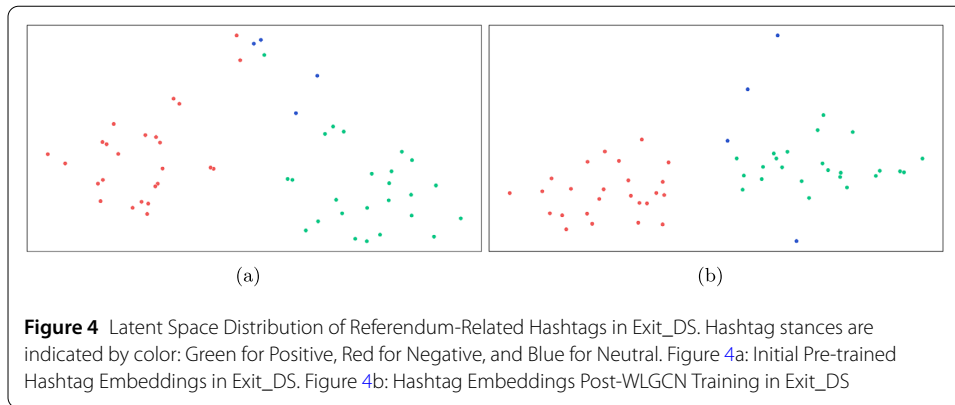 (a)
(b)
Figure 4 Latent Space Distribution of Referendum-Related Hashtags in Exit_DS. Hashtag stances are
indicated by color: Green for Positive, Red for Negative, and Blue for Neutral. Figure 4a: Initial Pre-trained
Hashtag Embeddings in Exit_DS. Figure 4b: Hashtag Embeddings Post-WLGCN Training in Exit_DS